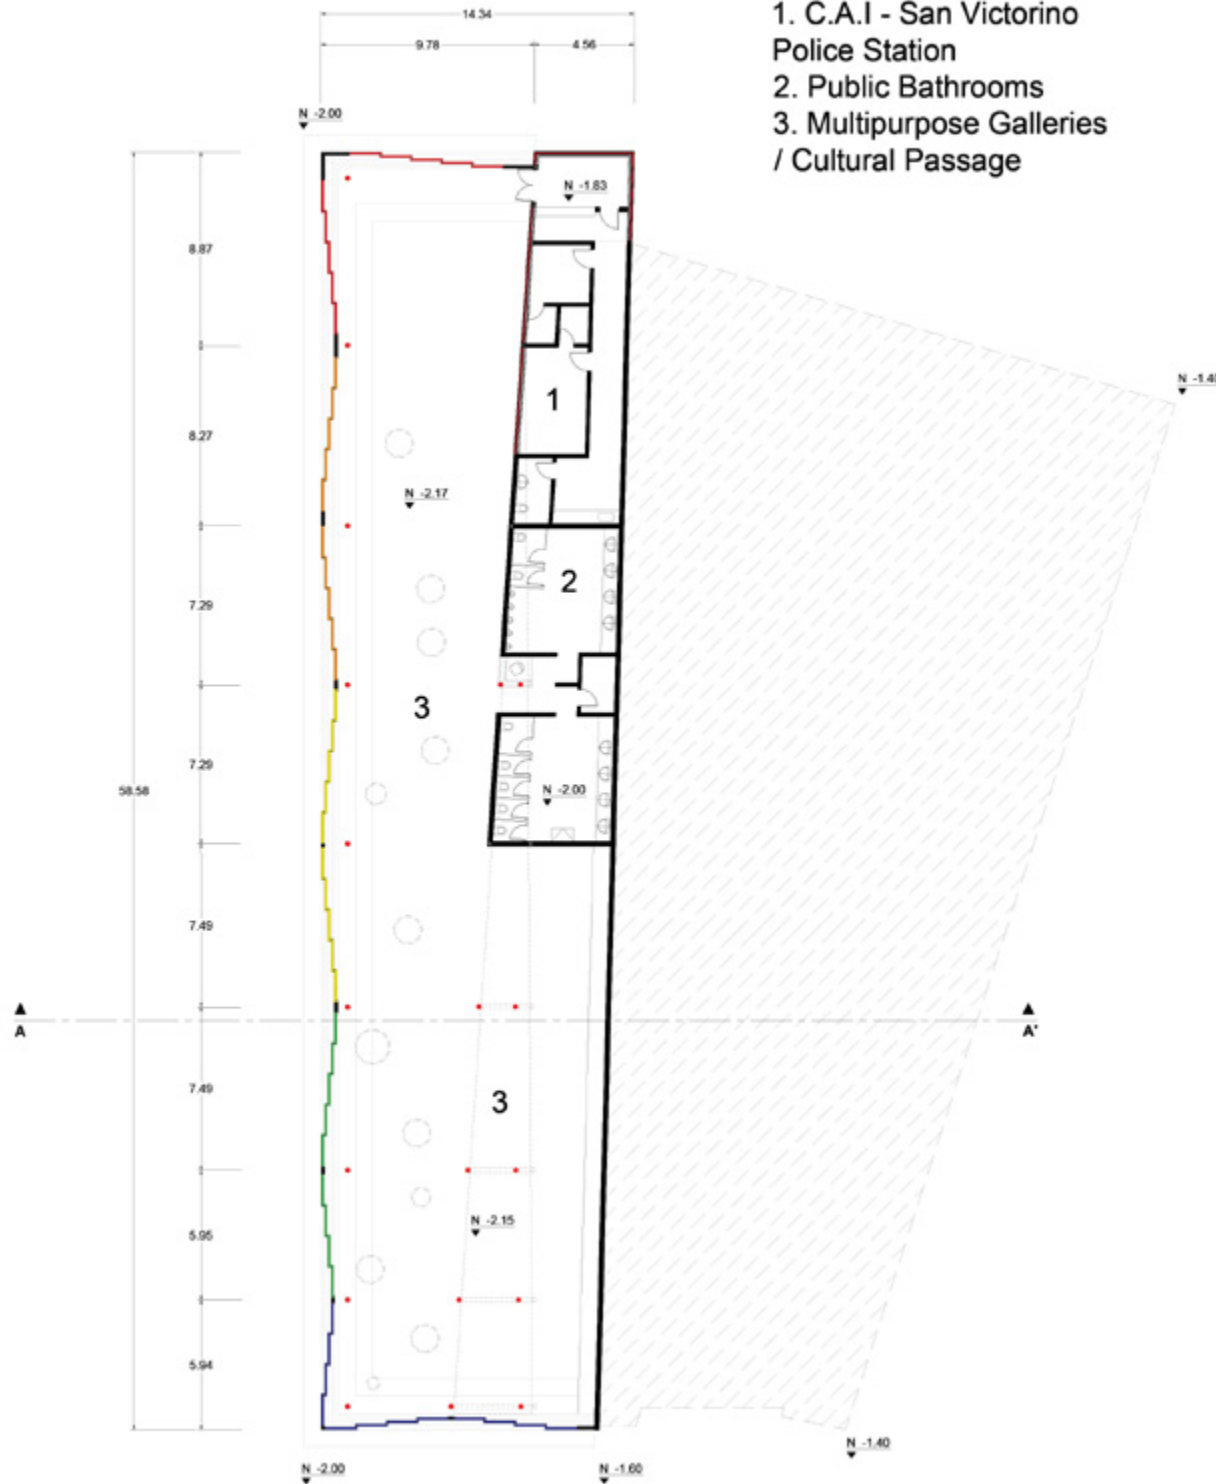 14.34
1. C.A.I - San Victorino
Police Station
9.78
4.56
2. Public Bathrooms
N -2.00
3. Multipurpose Galleries
/ Cultural Passage
N -1.83
8.87
N -1.40
1
8.27
N -2.17
2
7.29
3
7.29
58.58
N -2.00
7.49
A
A'
7.49
3
N -2.15
5.95
5.94
N -1.40
N -2.00
N -1.60